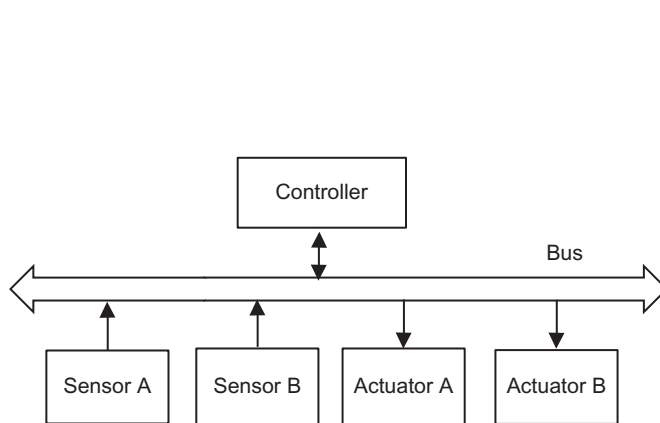 Controller
Bus
Sensor A
Sensor B
Actuator A
Actuator B